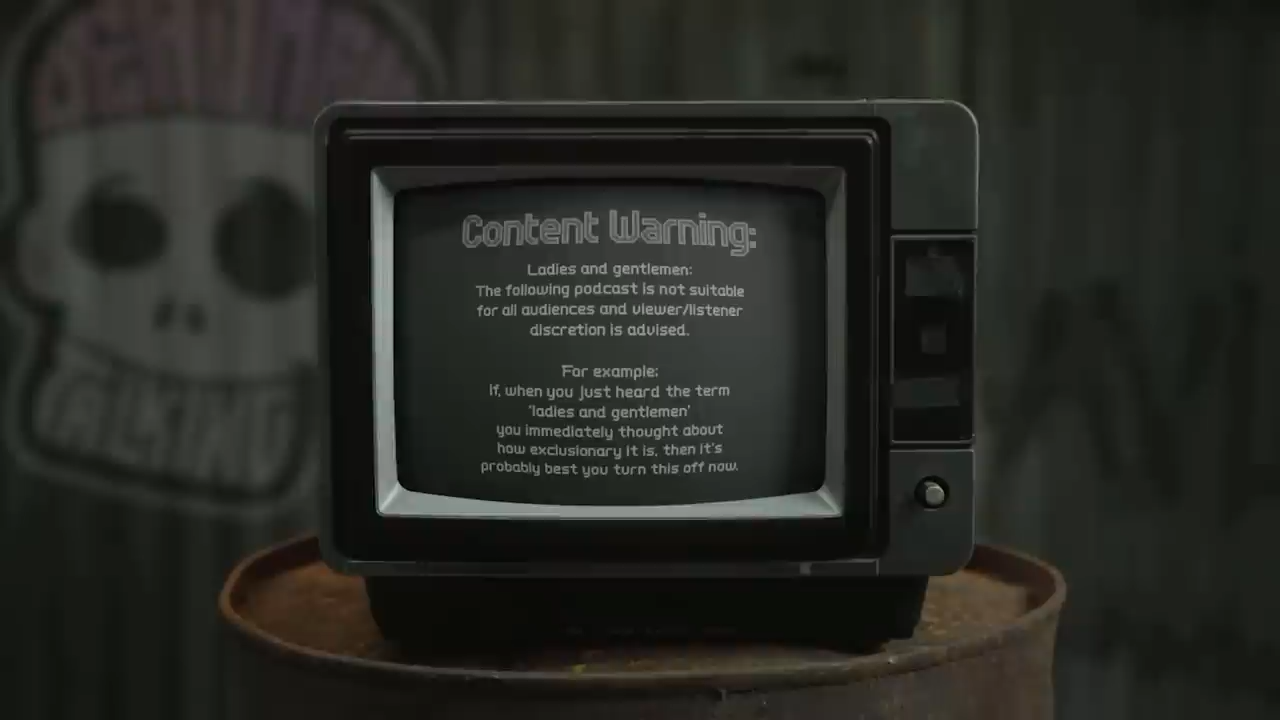 Content Warning:
Ladies and gentlemen:
The following podcast is not suitable
for all audiences and viewer/listener
discretion is advised.
For example:
If, when you just heard the term
'ladies and gentlemen'
you immediately thought about
how exclusionary it is, then it's
probably best you turn this off now.
TALKING